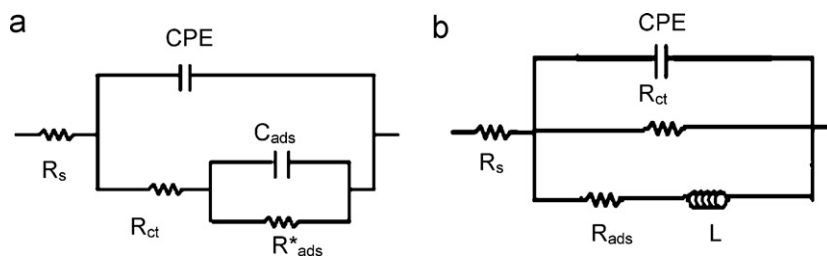 a
CPE
C_ads
R_s
R_ct
R*_ads
b
CPE
R_ct
R_s
R_ads
L